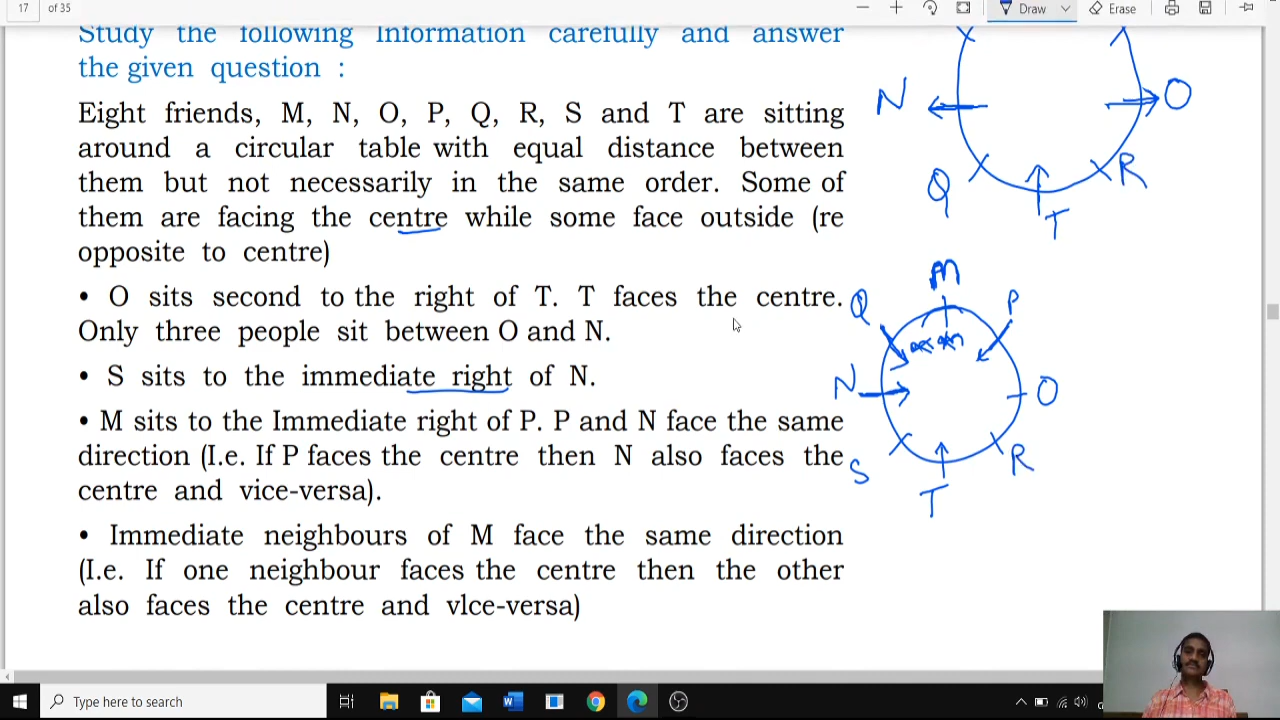 17 of 35
Draw
Erase
Study the following Information carefully and answer
the given question :
Eight friends, M, N, O, P, Q, R, S and T are sitting
around a circular table with equal distance between
them but not necessarily in the same order. Some of
them are facing the centre while some face outside (re
opposite to centre)
• O sits second to the right of T. T faces the centre.
Only three people sit between O and N.
• S sits to the immediate right of N.
• M sits to the Immediate right of P. P and N face the same
direction (I.e. If P faces the centre then N also faces the
centre and vice-versa).
• Immediate neighbours of M face the same direction
(I.e. If one neighbour faces the centre then the other
also faces the centre and vlce-versa)
N O
Q R
T
M
Q P
N O
S R
T
Type here to search